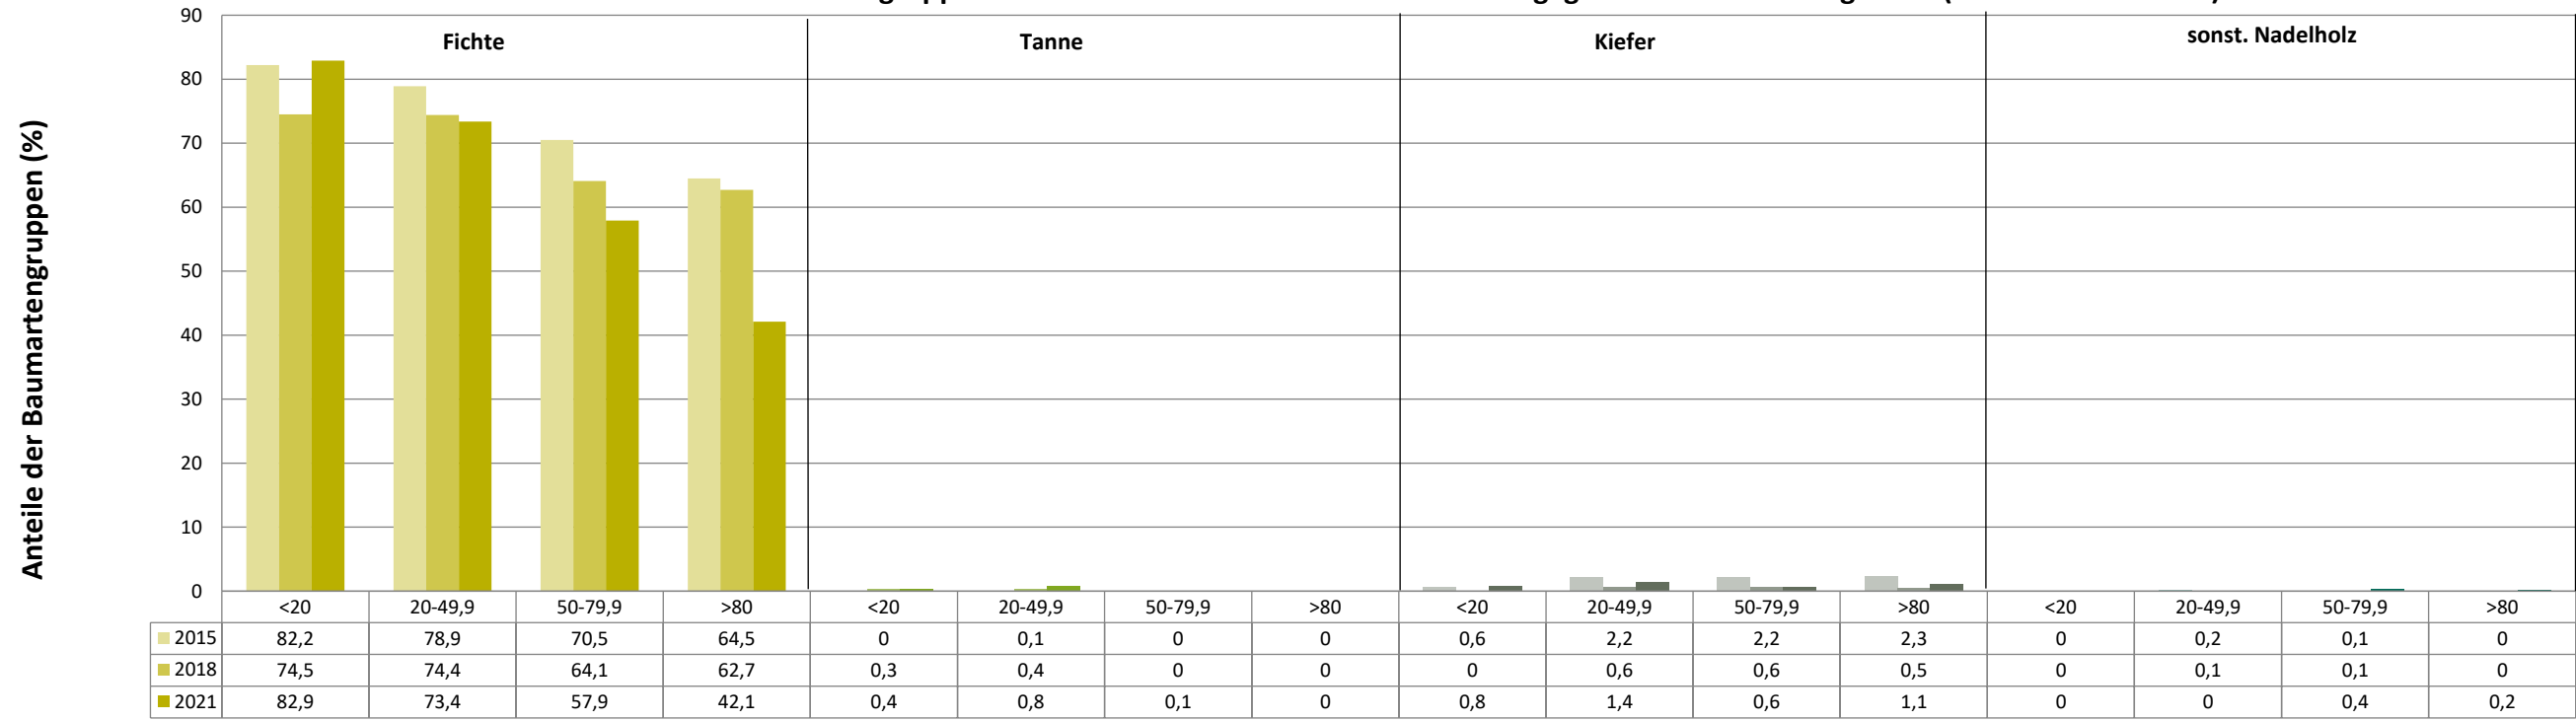 90
Fichte Tanne Kiefer sonst. Nadelholz
80
70
60
50
40
30
20
10
0
Anteile der Baumartengruppen (%)
<20 20-49,9 50-79,9 >80 <20 20-49,9 50-79,9 >80 <20 20-49,9 50-79,9 >80 <20 20-49,9 50-79,9 >80
2015 82,2 78,9 70,5 64,5 0 0,1 0 0 0,6 2,2 2,2 2,3 0 0,2 0,1 0
2018 74,5 74,4 64,1 62,7 0,3 0,4 0 0 0 0,6 0,6 0,5 0 0,1 0,1 0
2021 82,9 73,4 57,9 42,1 0,4 0,8 0,1 0 0,8 1,4 0,6 1,1 0 0 0,4 0,2